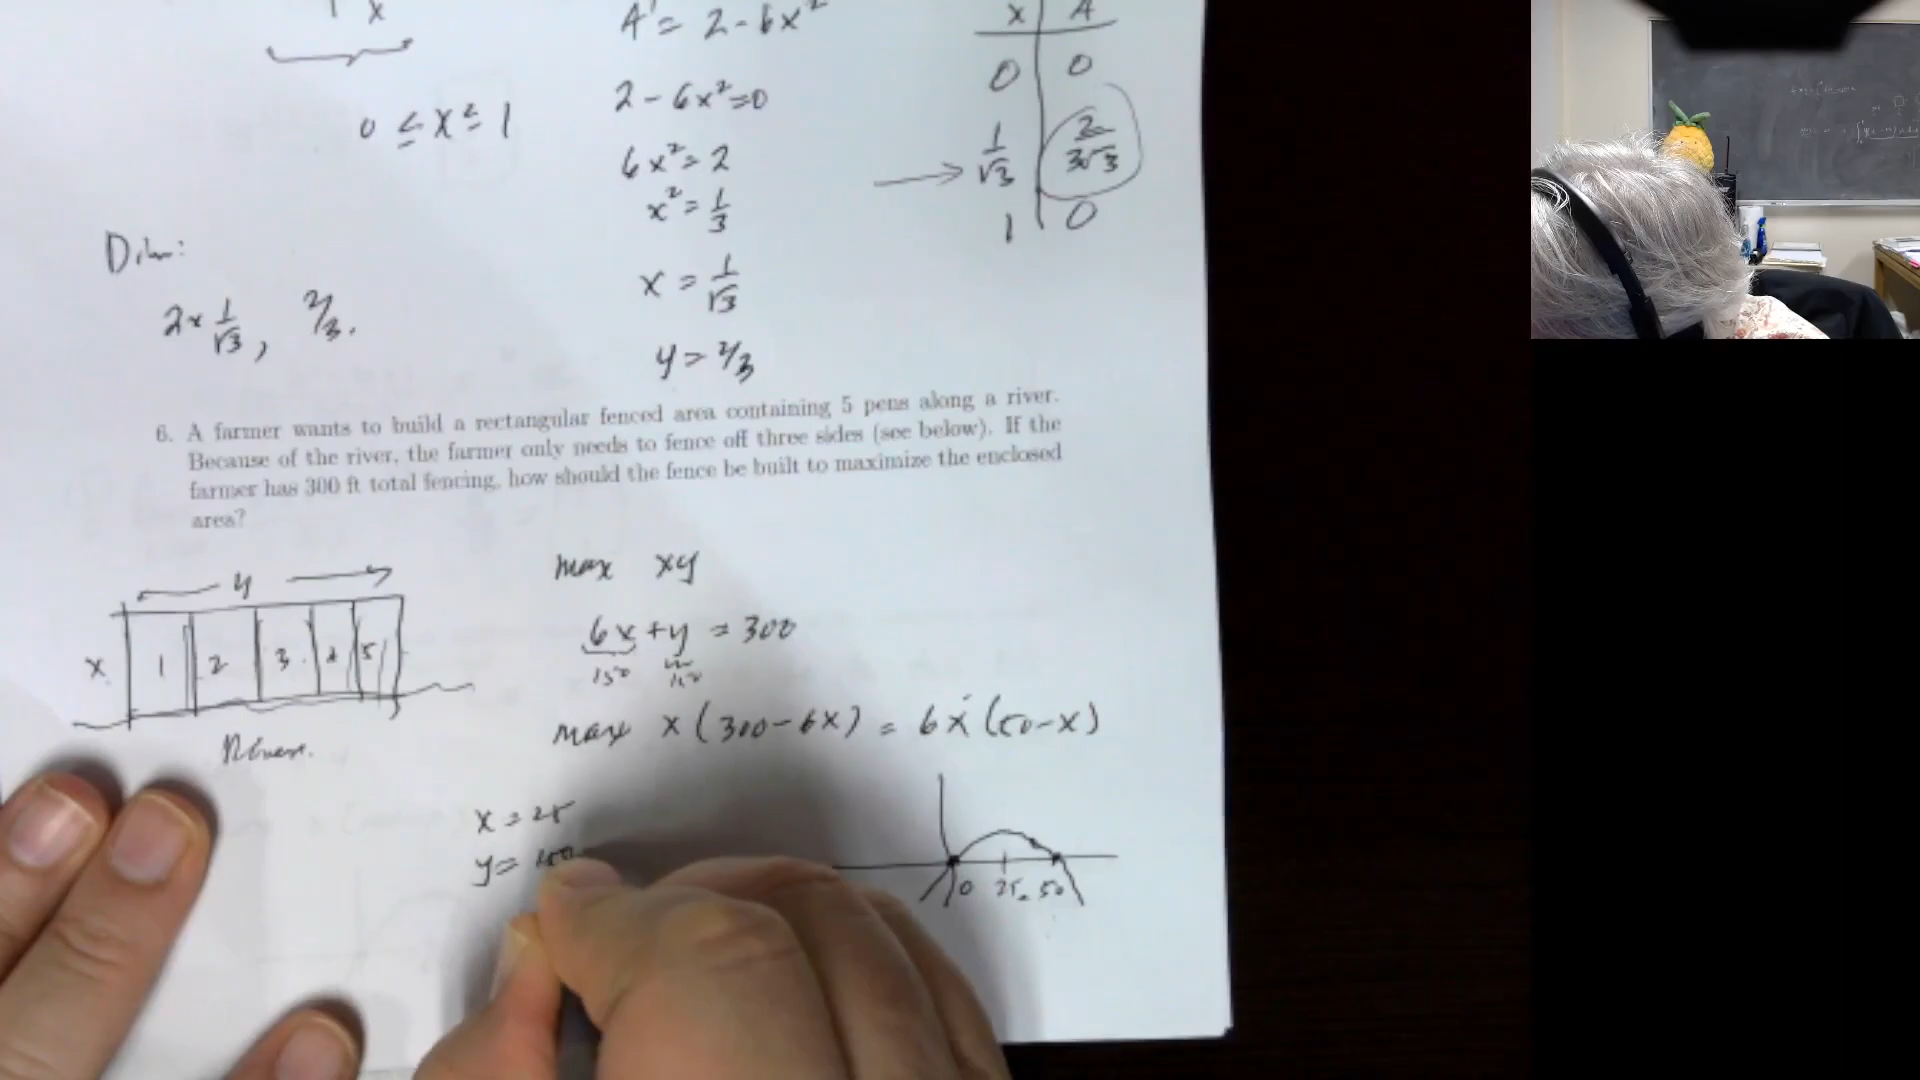 x
A' = 2 - 6x²
0 ≤ x ≤ 1
2 - 6x² = 0
6x² = 2
x² = 1/3
x = 1/√3
y = 2/3
x | A
0 | 0
1/√3 | 2/3√3
1 | 0
2 × 1/√3, 2/3.
6. A farmer wants to build a rectangular fenced area containing 5 pens along a river.
Because of the river, the farmer only needs to fence off three sides (see below). If the
farmer has 300 ft total fencing, how should the fence be built to maximize the enclosed
area?
y
x 1 2 3 4 5
max xy
6x + y = 300
150
max x(300-6x) = 6x(50-x)
x = 25
0 25 50